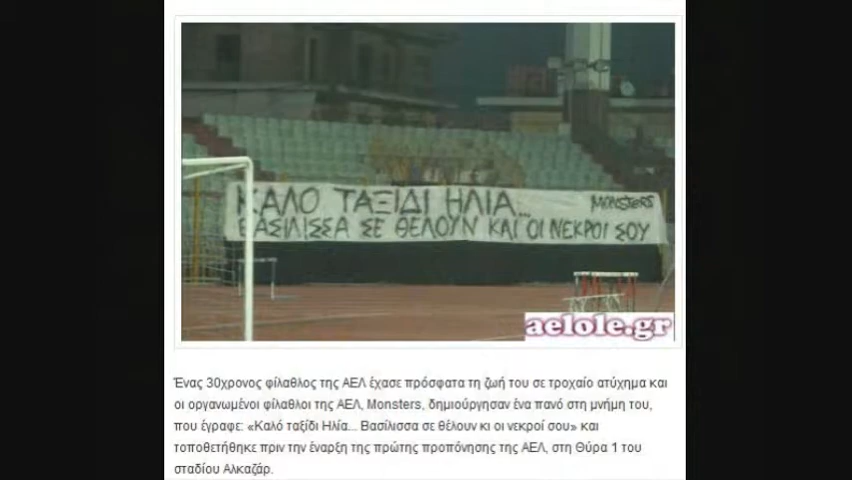 ΚΑΛΟ ΤΑΞΙΔΙ ΗΛΙΑ... MONSTERS
ΒΑΣΙΛΙΣΣΑ ΣΕ ΘΕΛΟΥΝ ΚΑΙ ΟΙ ΝΕΚΡΟΙ ΣΟΥ
aelole.gr
Ένας 30χρονος φίλαθλος της ΑΕΛ έχασε πρόσφατα τη ζωή του σε τροχαίο ατύχημα και
οι οργανωμένοι φίλαθλοι της ΑΕΛ, Monsters, δημιούργησαν ένα πανό στη μνήμη του,
που έγραφε: «Καλό ταξίδι Ηλία... Βασίλισσα σε θέλουν κι οι νεκροί σου» και
τοποθετήθηκε πριν την έναρξη της πρώτης προπόνησης της ΑΕΛ, στη Θύρα 1 του
σταδίου Αλκαζάρ.